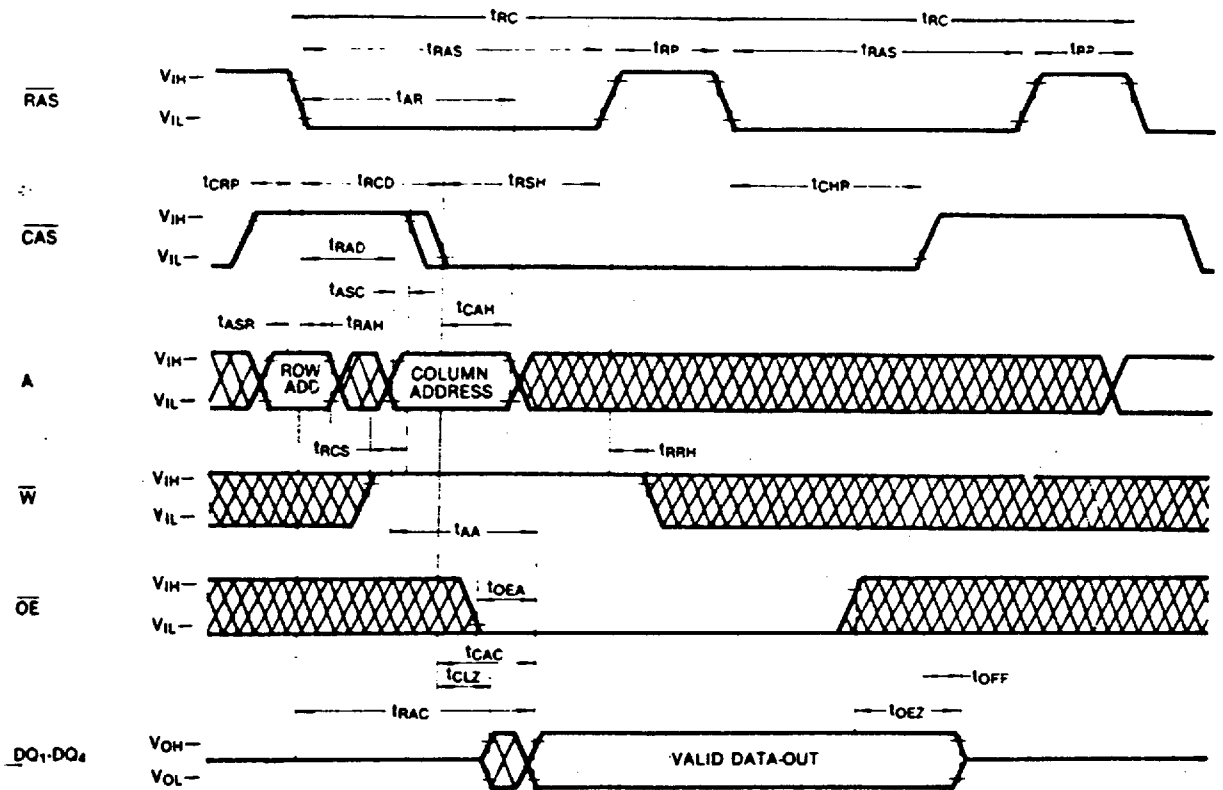 tRC tRC
tRAS tRP tRAS tRP
RAS VIH
tAR
VIL
tCRP tRCD tRSH tCHR
CAS VIH
tRAD
VIL
tASC tCAH
tASR tRAH
A VIH ROW ADD COLUMN ADDRESS
VIL
tRCS tRRH
W VIH
VIL
tAA
OE VIH
tOEA
VIL
tCAC
tCLZ tOFF
tRAC tOEZ
DQ1-DQ4 VOH VALID DATA-OUT
VOL